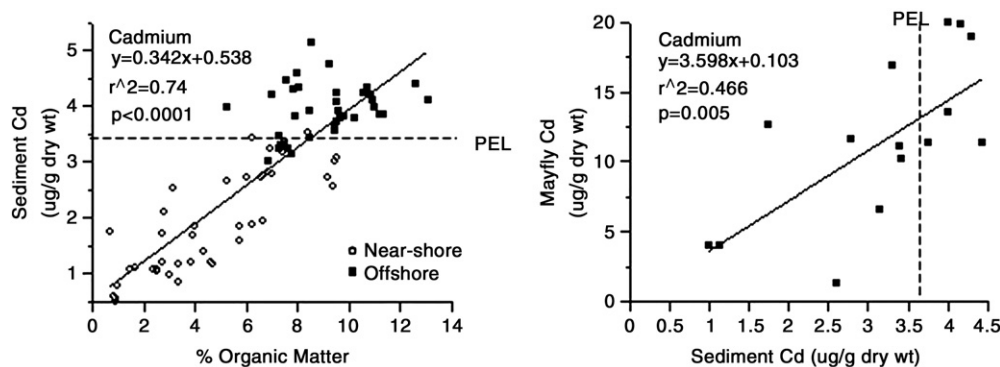 Cadmium
y=0.342x+0.538
r^2=0.74
p<0.0001
PEL
Near-shore
Offshore
Sediment Cd
(ug/g dry wt)
5
4
3
2
1
0 2 4 6 8 10 12 14
% Organic Matter
PEL
Cadmium
y=3.598x+0.103
r^2=0.466
p=0.005
Mayfly Cd
(ug/g dry wt)
20
15
10
5
0
0 0.5 1 1.5 2 2.5 3 3.5 4 4.5
Sediment Cd (ug/g dry wt)